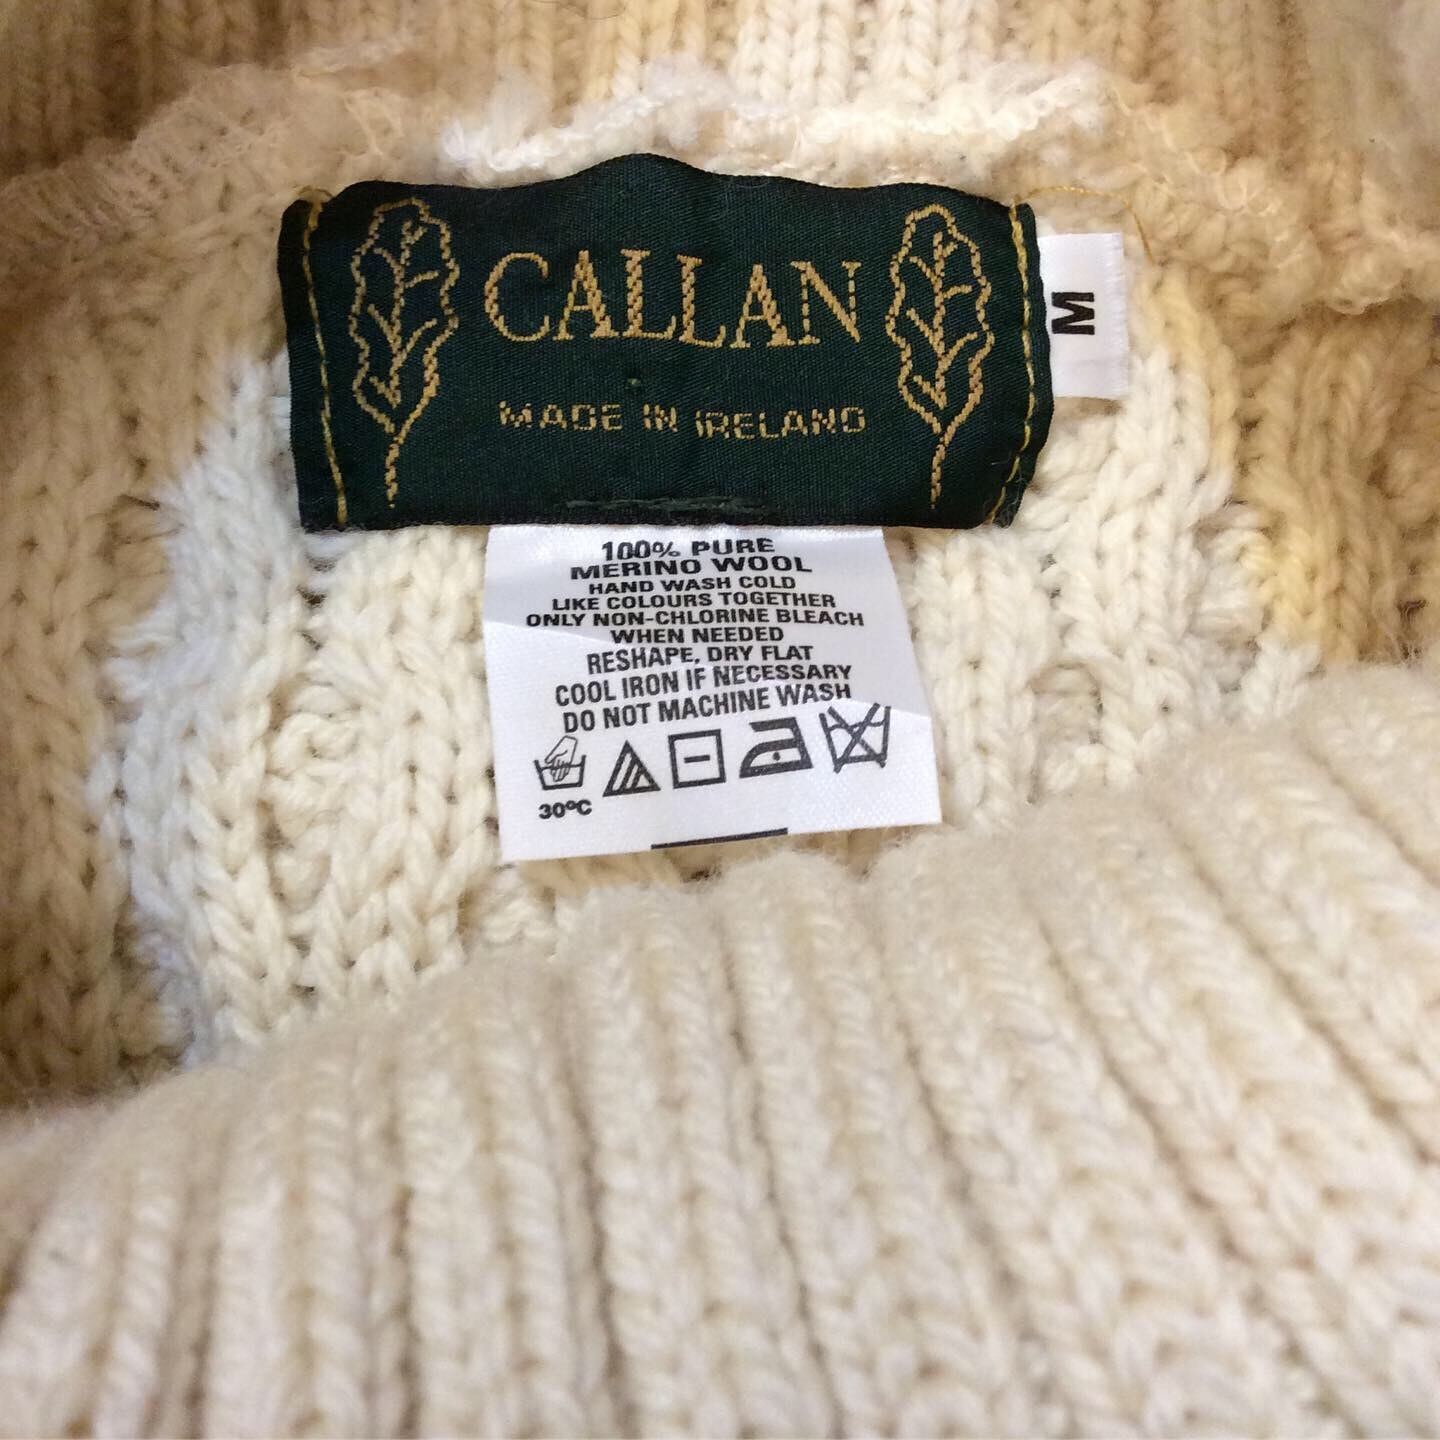 CALLAN
MADE IN IRELAND
M
100% PURE
MERINO WOOL
HAND WASH COLD
LIKE COLOURS TOGETHER
ONLY NON-CHLORINE BLEACH
WHEN NEEDED
RESHAPE, DRY FLAT
COOL IRON IF NECESSARY
DO NOT MACHINE WASH
30°C